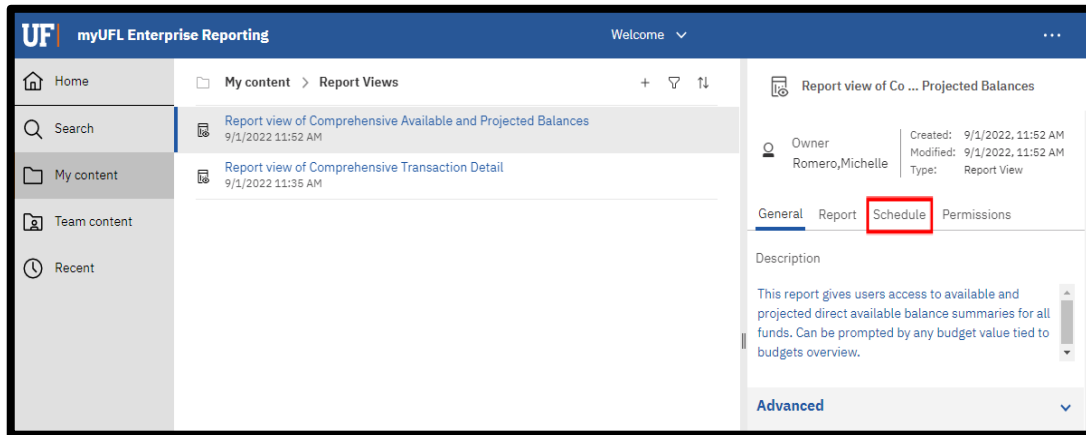 UF myUFL Enterprise Reporting
Welcome
Home
Search
My content
Team content
Recent
My content > Report Views
Report view of Comprehensive Available and Projected Balances
9/1/2022 11:52 AM
Report view of Comprehensive Transaction Detail
9/1/2022 11:35 AM
Report view of Co ... Projected Balances
Owner
Romero,Michelle
Created: 9/1/2022, 11:52 AM
Modified: 9/1/2022, 11:52 AM
Type: Report View
General Report Schedule Permissions
Description
This report gives users access to available and
projected direct available balance summaries for all
funds. Can be prompted by any budget value tied to
budgets overview.
Advanced